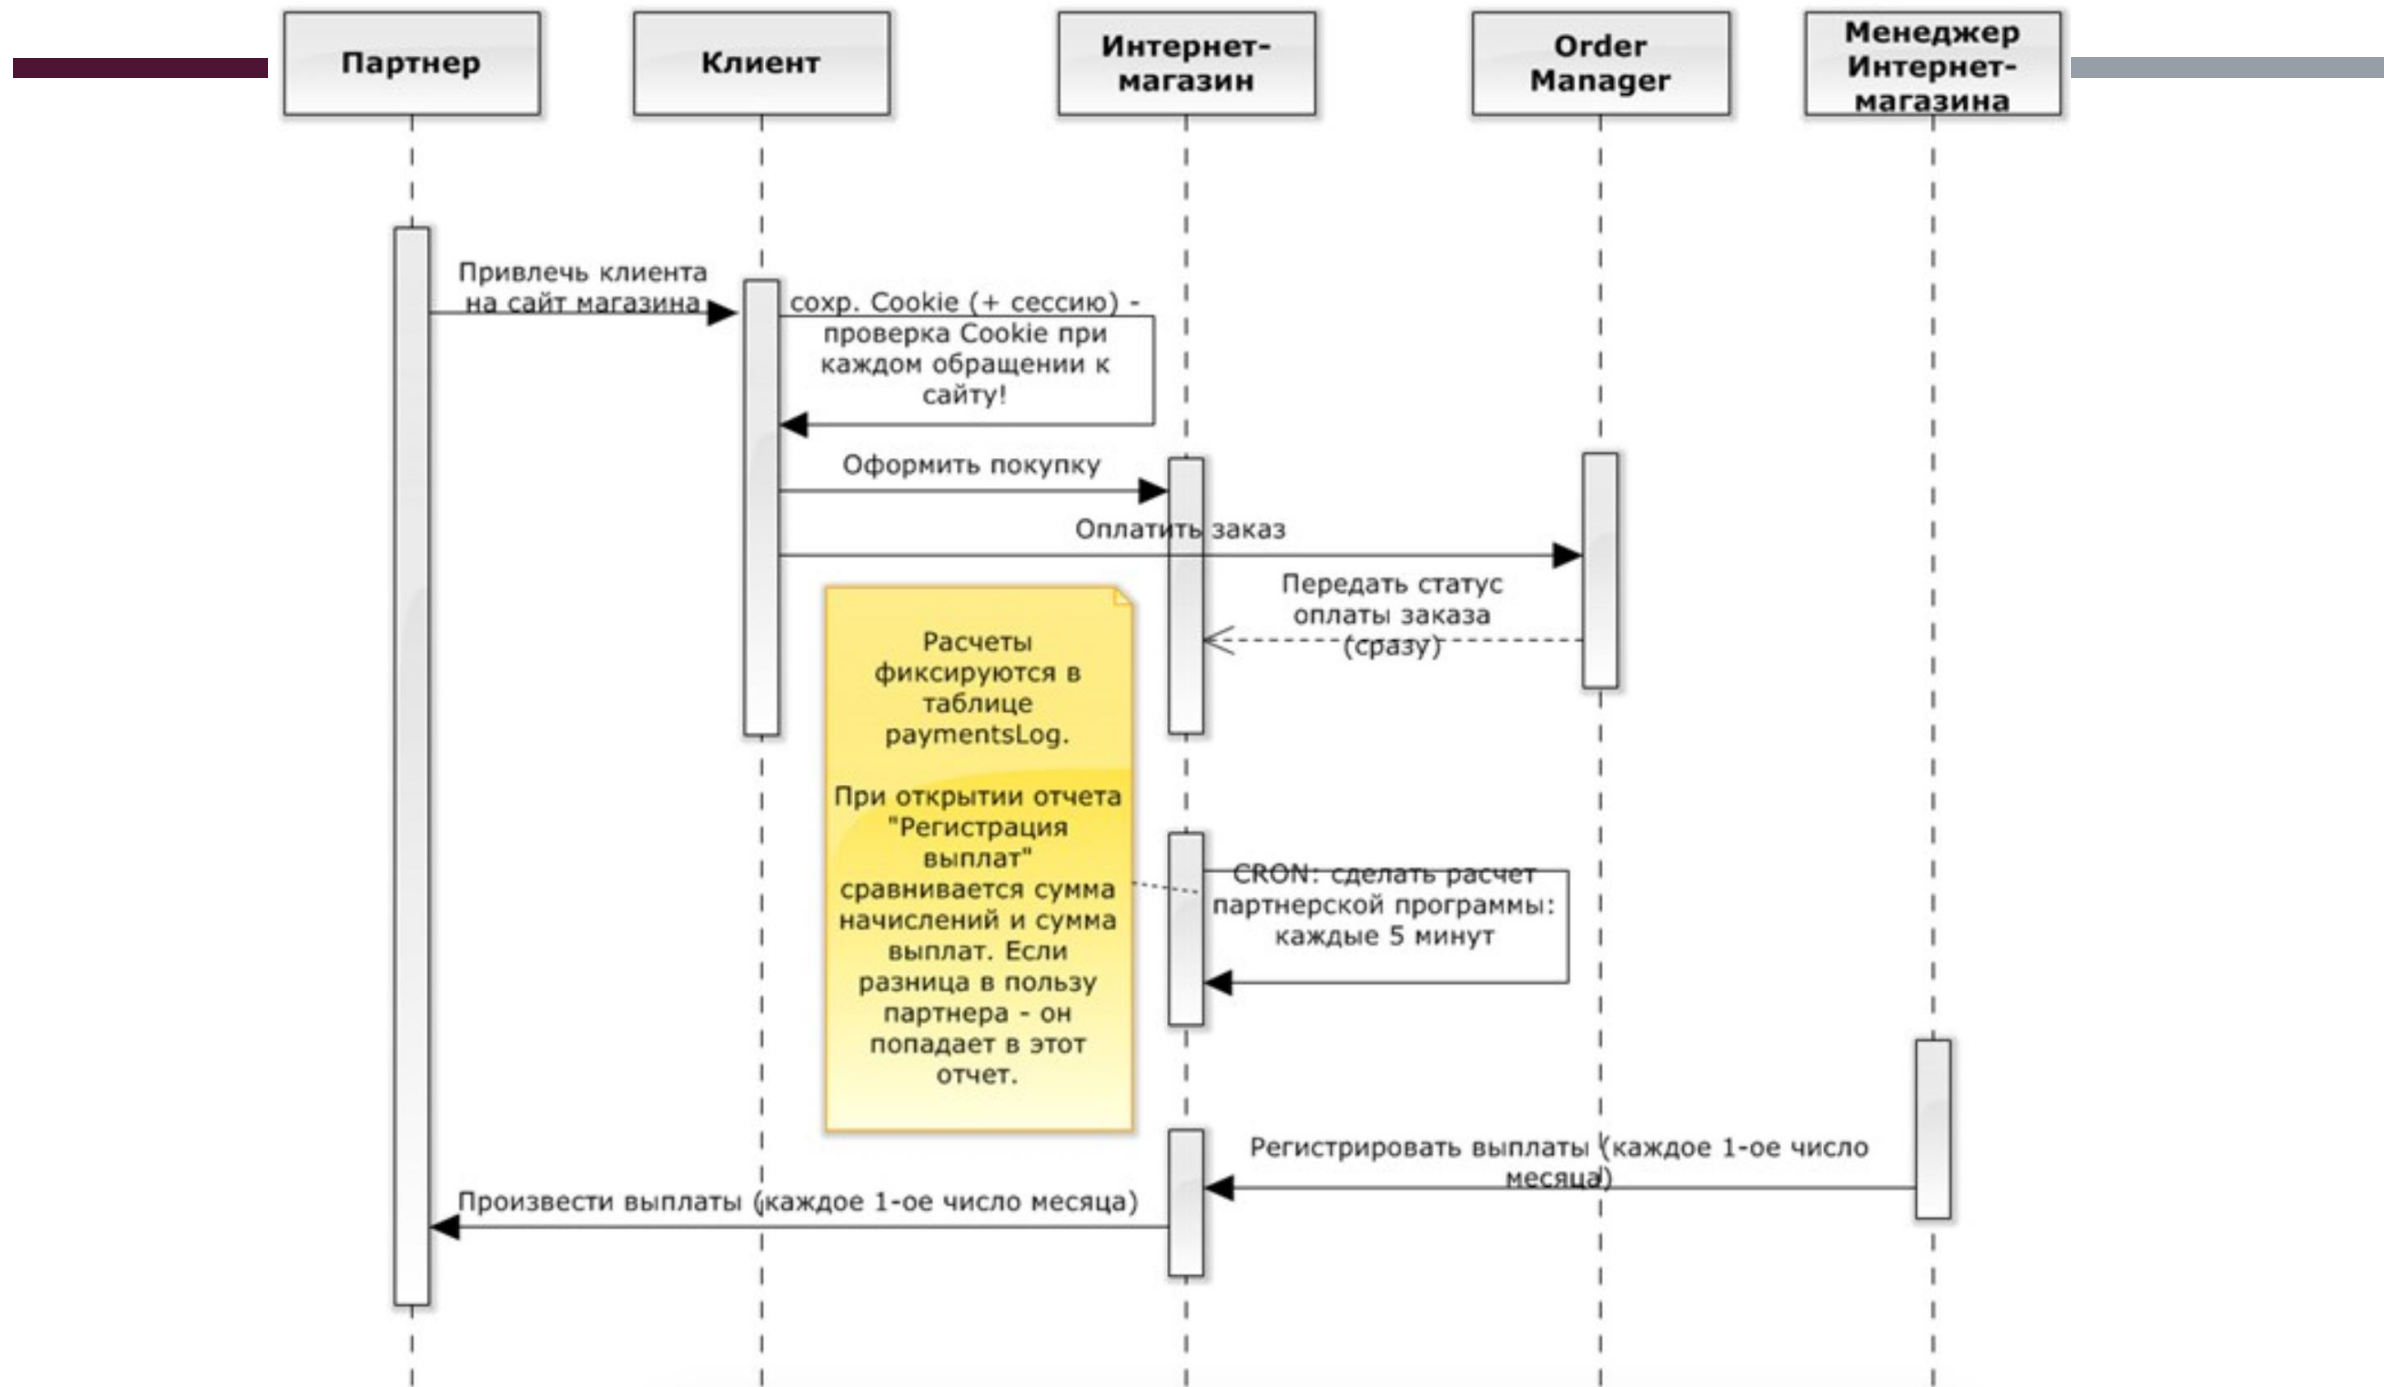 Партнер
Клиент
Интернет-
магазин
Order
Manager
Менеджер
Интернет-
магазина
Привлечь клиента
на сайт магазина
сохр. Cookie (+ сессию) -
проверка Cookie при
каждом обращении к
сайту!
Оформить покупку
Оплатить заказ
Передать статус
оплаты заказа
(сразу)
Расчеты
фиксируются в
таблице
paymentsLog.
При открытии отчета
"Регистрация
выплат"
сравнивается сумма
начислений и сумма
выплат. Если
разница в пользу
партнера - он
попадает в этот
отчет.
CRON: сделать расчет
партнерской программы:
каждые 5 минут
Регистрировать выплаты (каждое 1-ое число
месяца)
Произвести выплаты (каждое 1-ое число месяца)